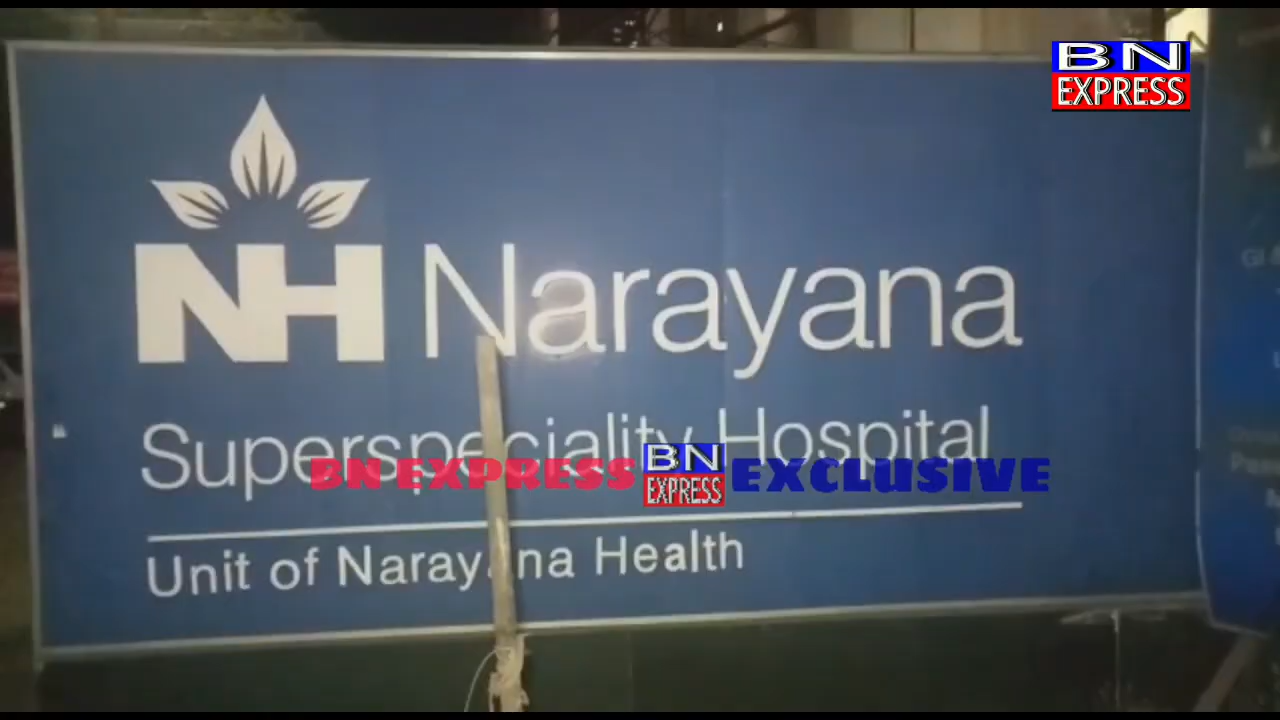 BN
EXPRESS
NH Narayana
Superspeciality Hospital
BN EXPRESS BN EXPRESS EXCLUSIVE
Unit of Narayana Health